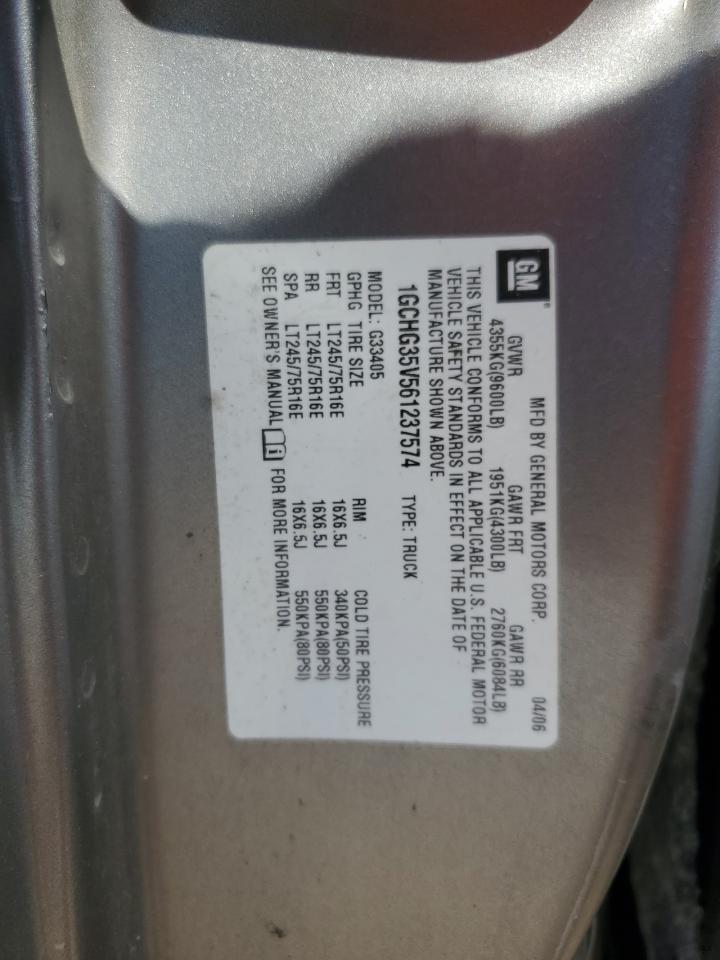 GM®
MFD BY GENERAL MOTORS CORP. 04/06
GVWR GAWR FRT GAWR RR
4355KG(9600LB) 1951KG(4300LB) 2760KG(6084LB)
THIS VEHICLE CONFORMS TO ALL APPLICABLE U.S. FEDERAL MOTOR
VEHICLE SAFETY STANDARDS IN EFFECT ON THE DATE OF
MANUFACTURE SHOWN ABOVE.
1GCHG35V561237574 TYPE: TRUCK
MODEL: G33405
GPHG TIRE SIZE RIM COLD TIRE PRESSURE
FRT LT245/75R16E 16X6.5J 340KPA(50PSI)
RR LT245/75R16E 16X6.5J 550KPA(80PSI)
SPA LT245/75R16E 16X6.5J 550KPA(80PSI)
SEE OWNER'S MANUAL FOR MORE INFORMATION.